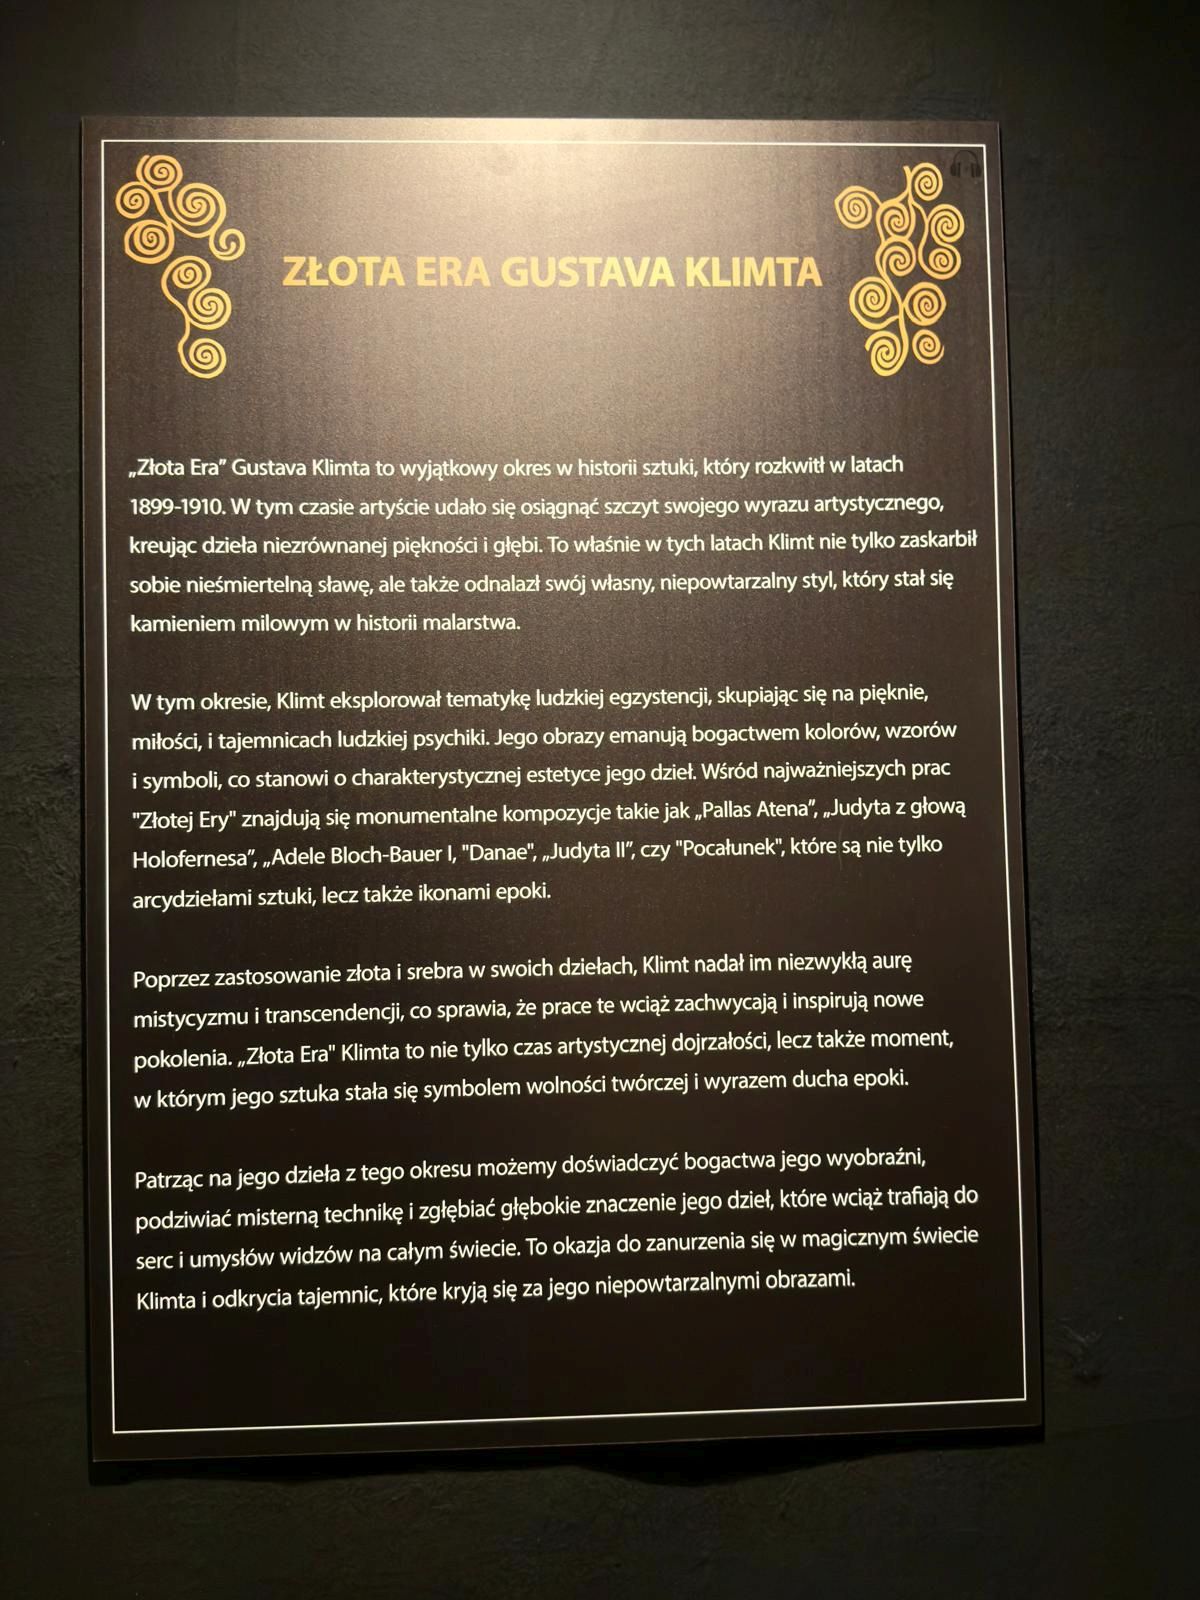 ZŁOTA ERA GUSTAVA KLIMTA
„Złota Era” Gustava Klimta to wyjątkowy okres w historii sztuki, który rozkwitł w latach
1899-1910. W tym czasie artyście udało się osiągnąć szczyt swojego wyrazu artystycznego,
kreując dzieła niezrównanej piękności i głębi. To właśnie w tych latach Klimt nie tylko zaskarbił
sobie nieśmiertelną sławę, ale także odnalazł swój własny, niepowtarzalny styl, który stał się
kamieniem milowym w historii malarstwa.
W tym okresie, Klimt eksplorował tematykę ludzkiej egzystencji, skupiając się na pięknie,
miłości, i tajemnicach ludzkiej psychiki. Jego obrazy emanują bogactwem kolorów, wzorów
i symboli, co stanowi o charakterystycznej estetyce jego dzieł. Wśród najważniejszych prac
"Złotej Ery" znajdują się monumentalne kompozycje takie jak „Pallas Atena”, „Judyta z głową
Holofernesa”, „Adele Bloch-Bauer I, "Danae", „Judyta II”, czy "Pocałunek", które są nie tylko
arcydziełami sztuki, lecz także ikonami epoki.
Poprzez zastosowanie złota i srebra w swoich dziełach, Klimt nadał im niezwykłą aurę
mistycyzmu i transcendencji, co sprawia, że prace te wciąż zachwycają i inspirują nowe
pokolenia. „Złota Era" Klimta to nie tylko czas artystycznej dojrzałości, lecz także moment,
w którym jego sztuka stała się symbolem wolności twórczej i wyrazem ducha epoki.
Patrząc na jego dzieła z tego okresu możemy doświadczyć bogactwa jego wyobraźni,
podziwiać misterną technikę i zgłębiać głębokie znaczenie jego dzieł, które wciąż trafiają do
serc i umysłów widzów na całym świecie. To okazja do zanurzenia się w magicznym świecie
Klimta i odkrycia tajemnic, które kryją się za jego niepowtarzalnymi obrazami.